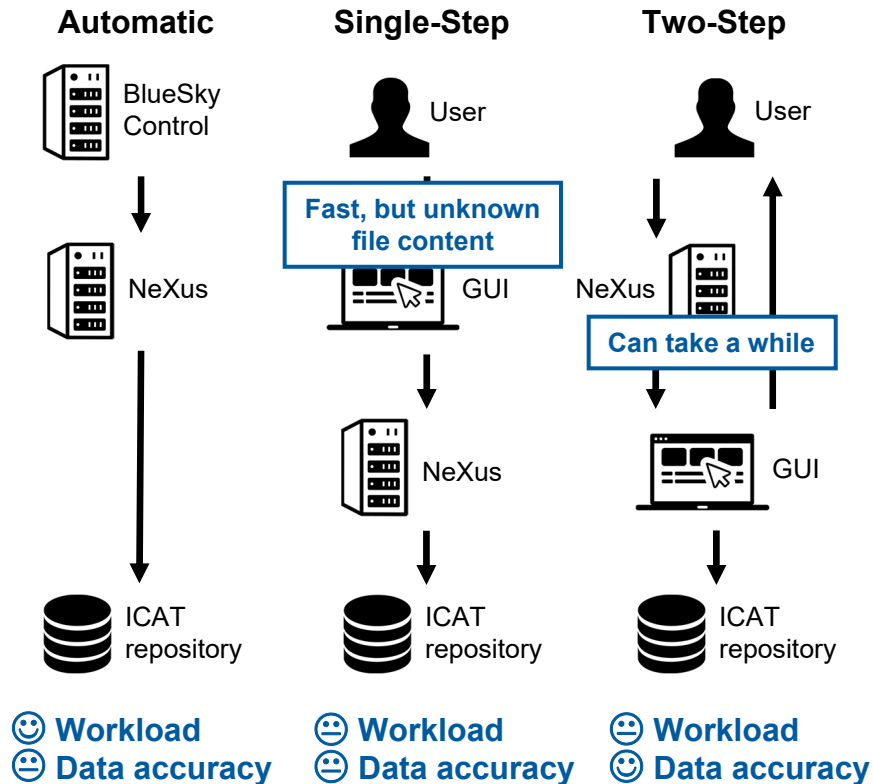 Automatic
BlueSky
Control
NeXus
ICAT
repository
Workload
Data accuracy
Single-Step
User
Fast, but unknown
file content
GUI
NeXus
ICAT
repository
Workload
Data accuracy
Two-Step
User
NeXus
Can take a while
GUI
ICAT
repository
Workload
Data accuracy